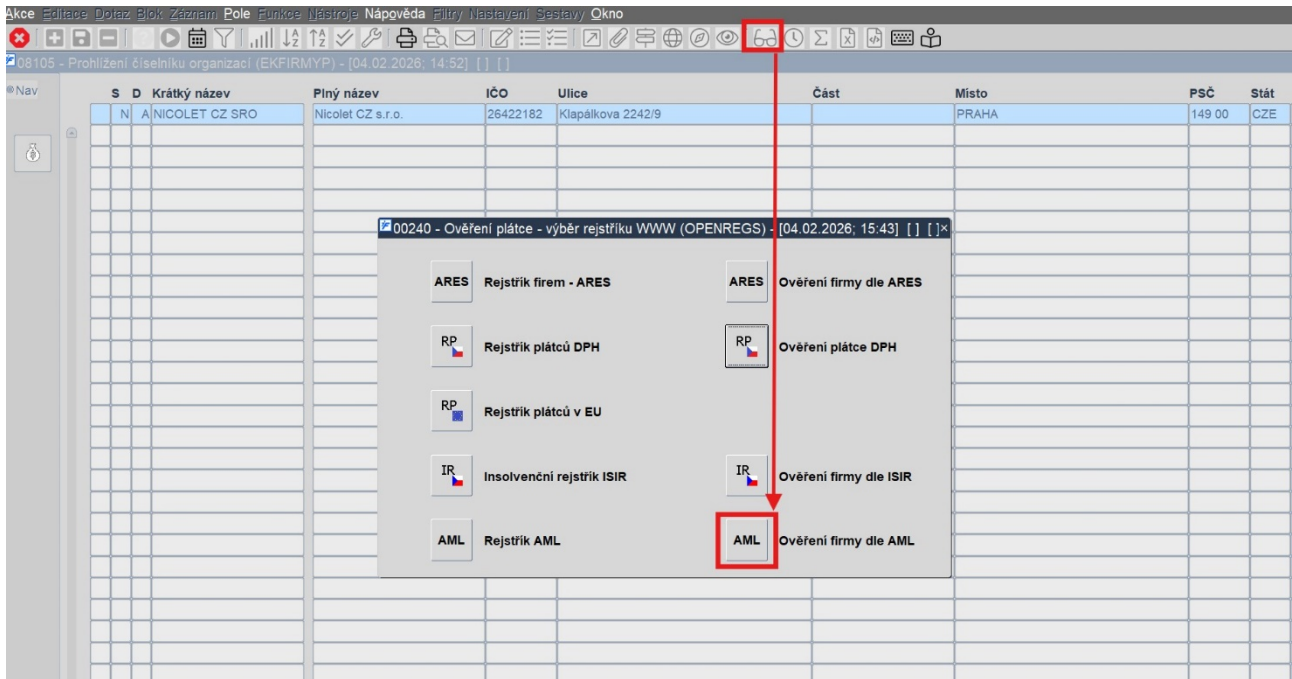 Akce Editace Dotaz Blok Záznam Pole Funkce Nástroje Nápověda Filtry Nastavení Sestavy Okno
08105 - Prohlížení číselníku organizací (EKFIRMYP) - [04.02.2026; 14:52] [ ] [ ]
Nav
S D Krátký název Plný název IČO Ulice Část Místo PSČ Stát
N A NICOLET CZ SRO Nicolet CZ s.r.o. 26422182 Klapálkova 2242/9 PRAHA 149 00 CZE
00240 - Ověření plátce - výběr rejstříku WWW (OPENREGS) - [04.02.2026; 15:43] [ ] [ ]×
ARES Rejstřík firem - ARES ARES Ověření firmy dle ARES
RP Rejstřík plátců DPH RP Ověření plátce DPH
RP Rejstřík plátců v EU
IR Insolvenční rejstřík ISIR IR Ověření firmy dle ISIR
AML Rejstřík AML AML Ověření firmy dle AML